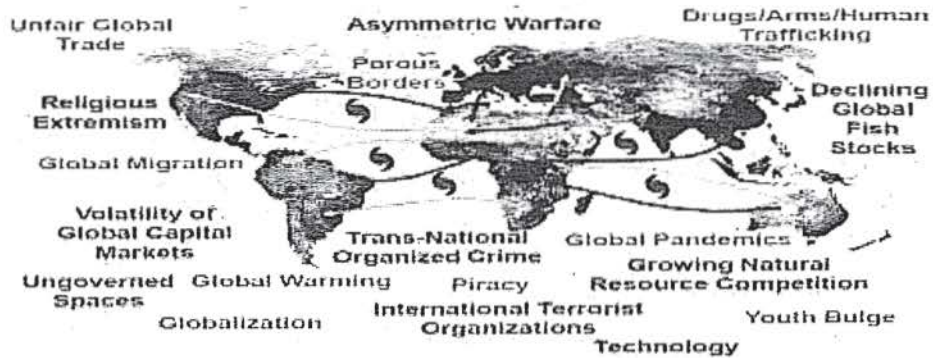 Unfair Global
Trade
Asymmetric Warfare
Drugs/Arms/Human
Trafficking
Porous
Borders
Religious
Extremism
Declining
Global
Fish
Stocks
Global Migration
Volatility of
Global Capital
Markets
Trans-National
Organized Crime
Global Pandemics
Growing Natural
Resource Competition
Ungoverned
Spaces
Global Warming
Piracy
Globalization
International Terrorist
Organizations
Youth Bulge
Technology